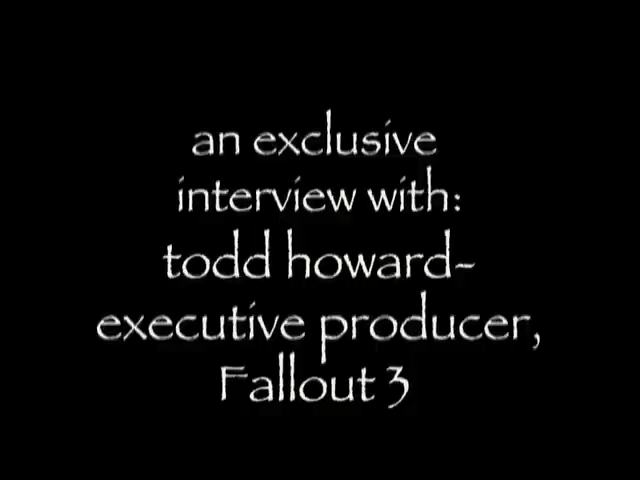 an exclusive
interview with:
todd howard-
executive producer,
Fallout 3